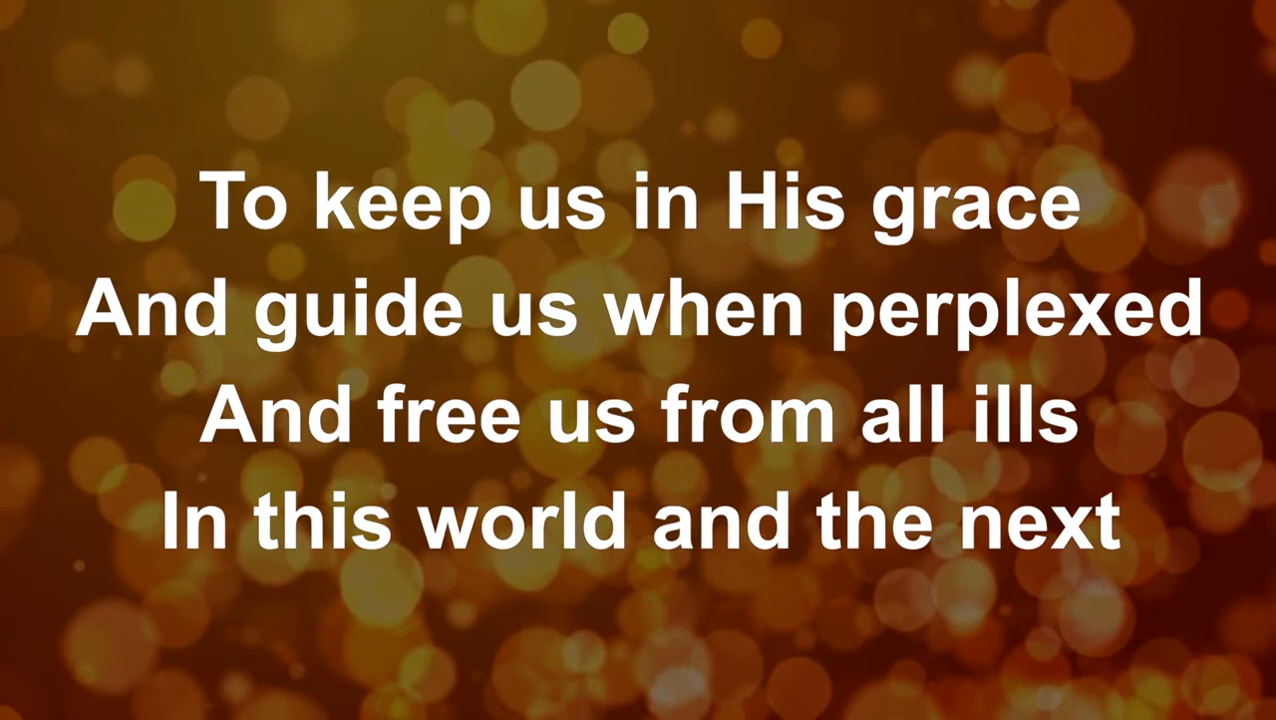 To keep us in His grace
And guide us when perplexed
And free us from all ills
In this world and the next